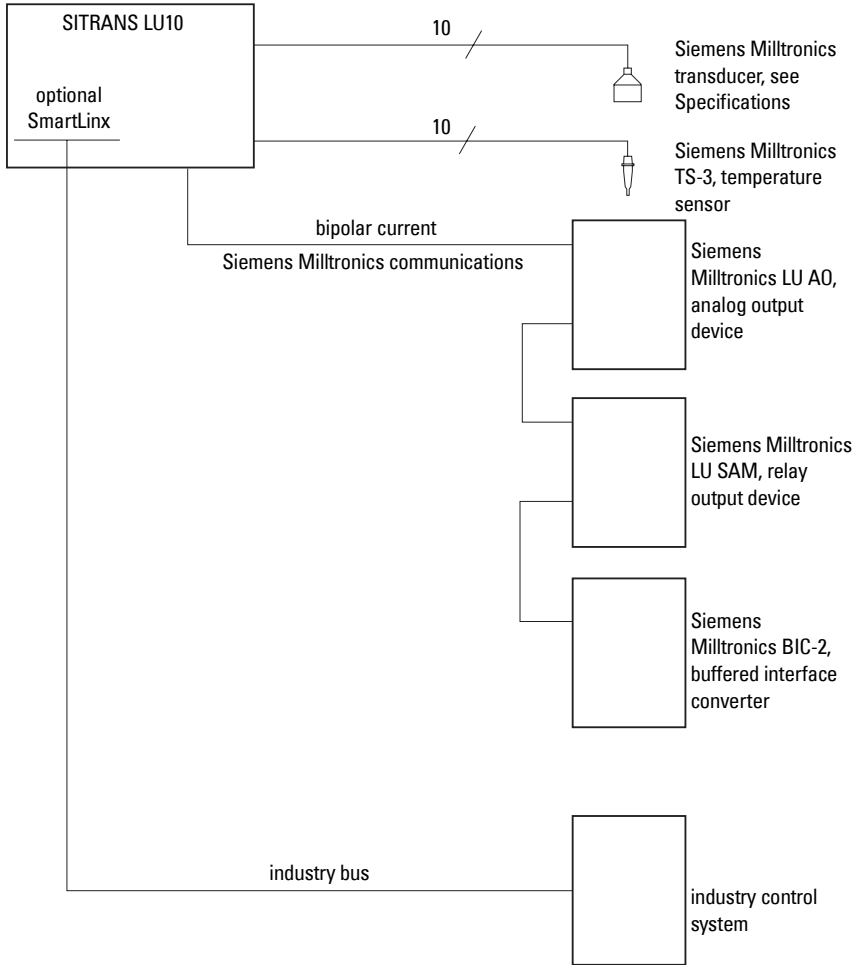 SITRANS LU10
optional
SmartLinx
10
Siemens Milltronics
transducer, see
Specifications
10
Siemens Milltronics
TS-3, temperature
sensor
bipolar current
Siemens Milltronics communications
Siemens
Milltronics LU AO,
analog output
device
Siemens Milltronics
LU SAM, relay
output device
Siemens
Milltronics BIC-2,
buffered interface
converter
industry bus
industry control
system